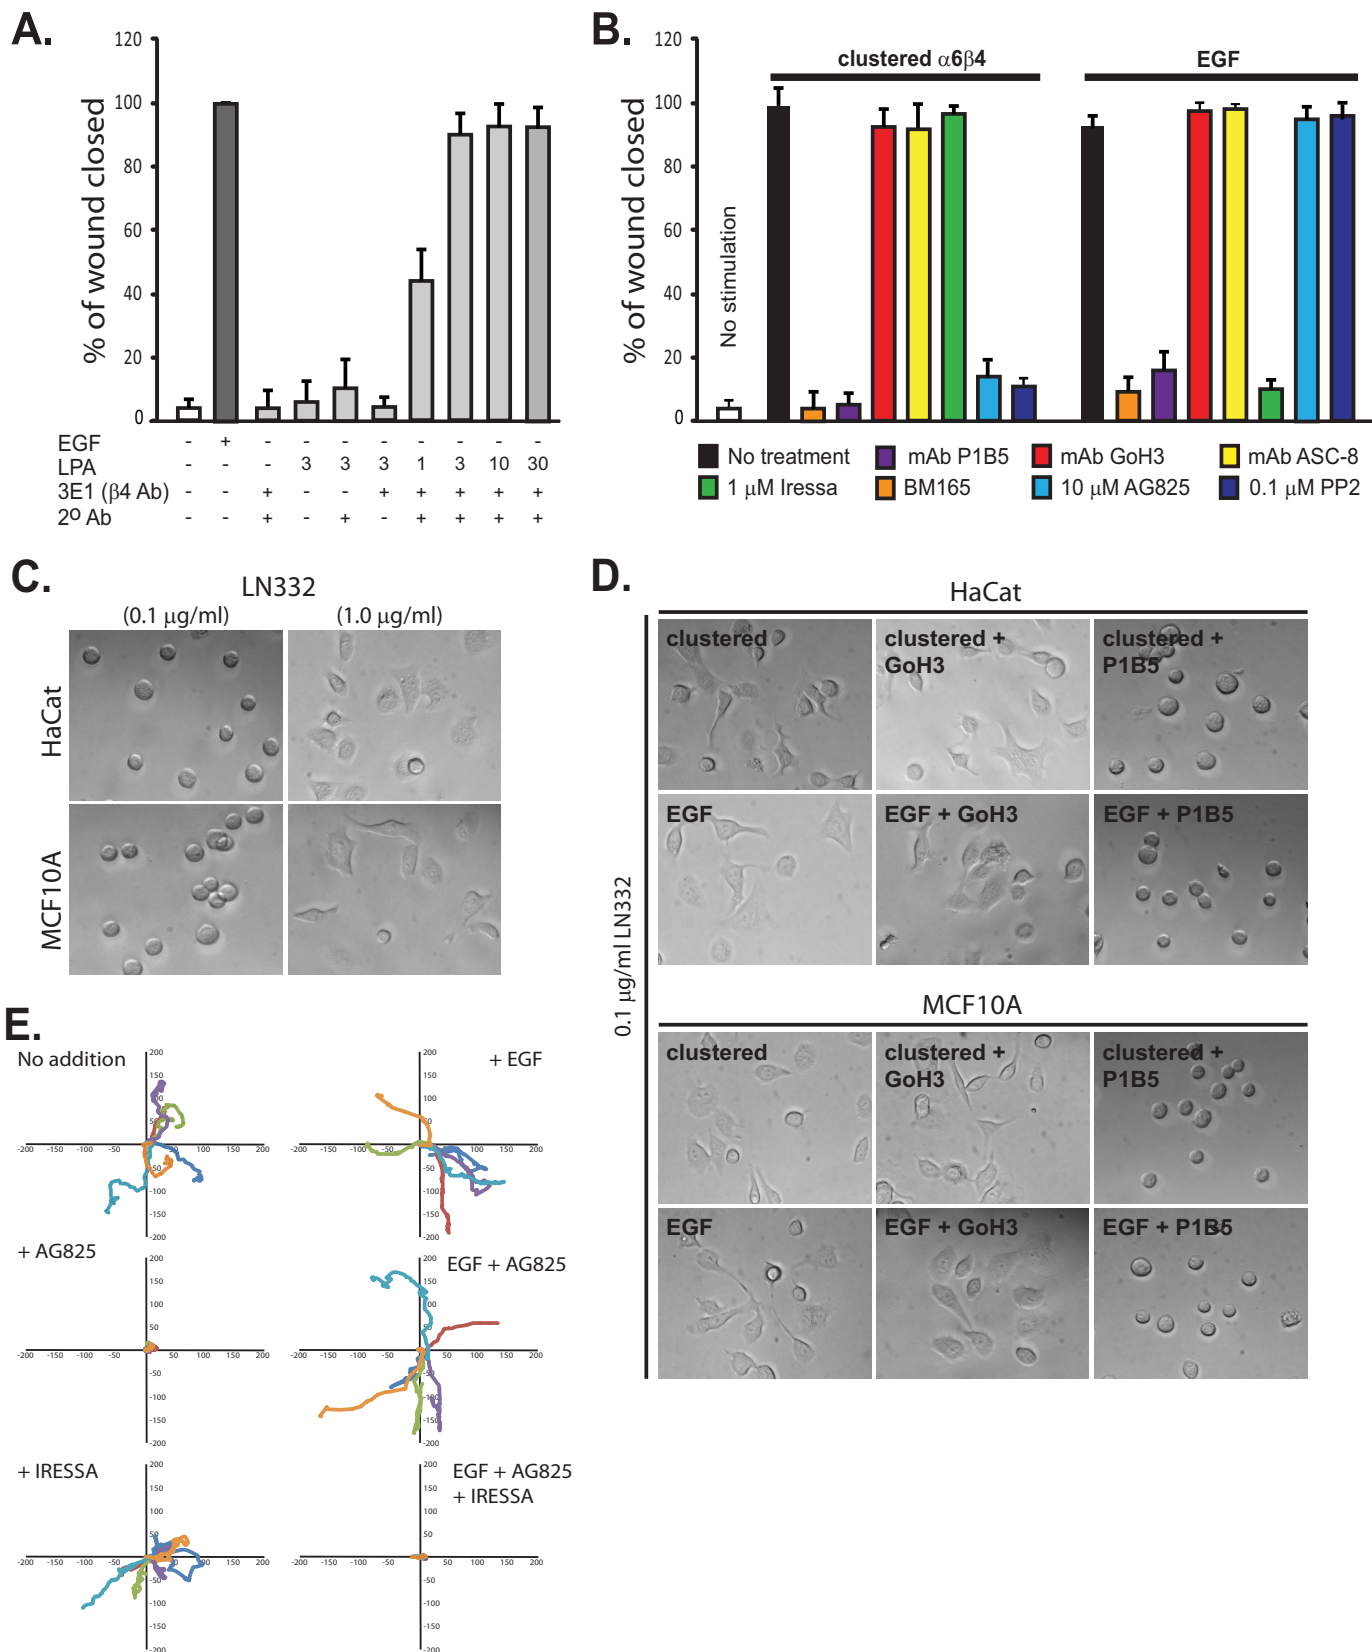 A.
120
100
80
60
40
20
0
% of wound closed
EGF - + - - - - - - - -
LPA - - - 3 3 3 1 3 10 30
3E1 (β4 Ab) - - + - - + + + + +
2º Ab - - + - + - + + + +
B.
120
100
80
60
40
20
0
% of wound closed
No stimulation
clustered α6β4
EGF
No treatment
mAb P1B5
mAb GoH3
mAb ASC-8
1 μM Iressa
BM165
10 μM AG825
0.1 μM PP2
C.
LN332
(0.1 μg/ml) (1.0 μg/ml)
HaCat
MCF10A
D.
HaCat
0.1 μg/ml LN332
clustered
clustered +
GoH3
clustered +
P1B5
EGF
EGF + GoH3
EGF + P1B5
MCF10A
clustered
clustered +
GoH3
clustered +
P1B5
EGF
EGF + GoH3
EGF + P1B5
E.
No addition
+ EGF
+ AG825
EGF + AG825
+ IRESSA
EGF + AG825
+ IRESSA